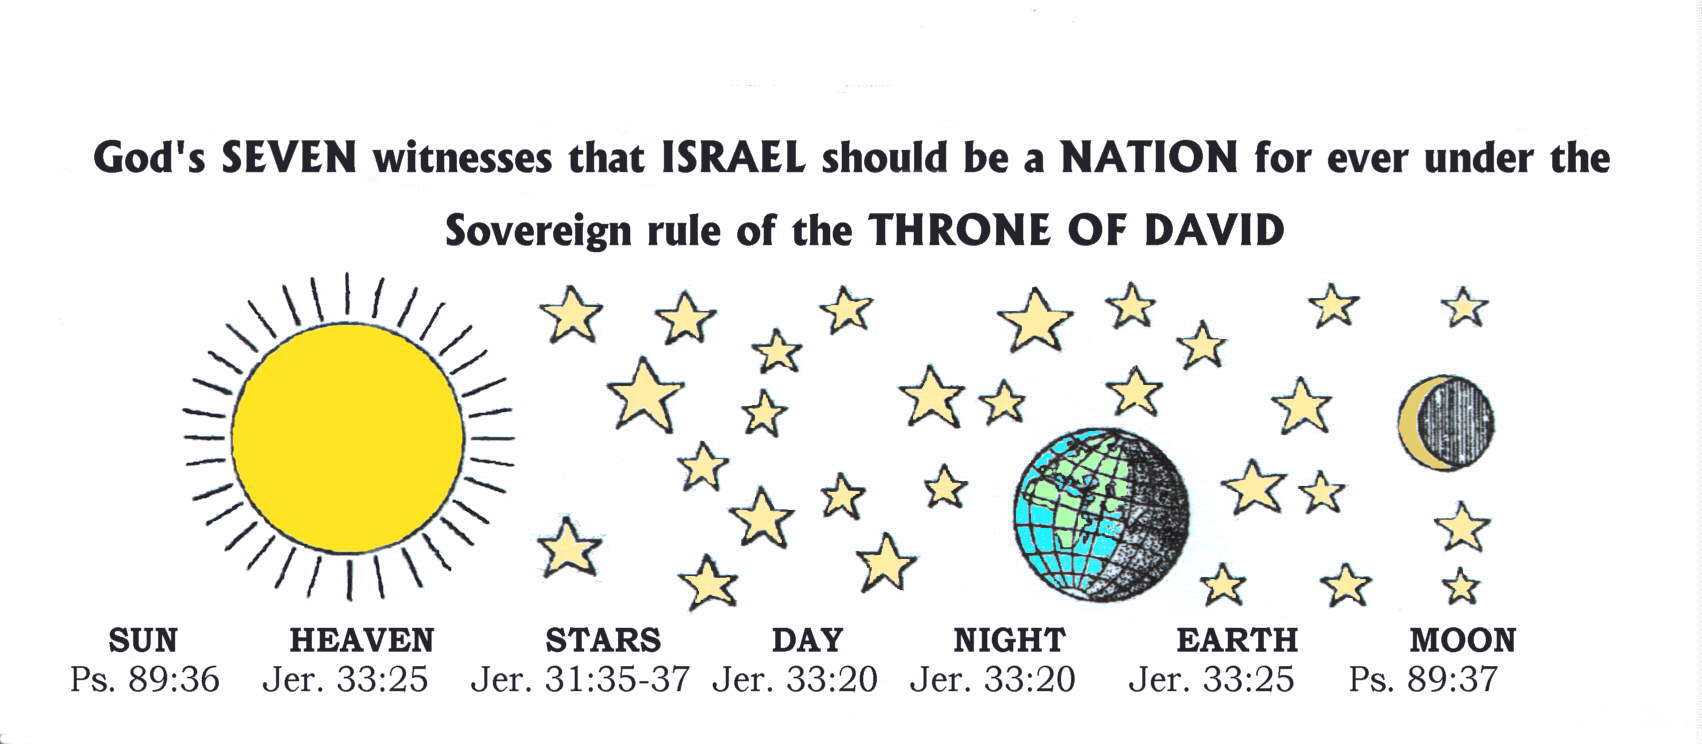 God's SEVEN witnesses that ISRAEL should be a NATION for ever under the
Sovereign rule of the THRONE OF DAVID
SUN HEAVEN STARS DAY NIGHT EARTH MOON
Ps. 89:36 Jer. 33:25 Jer. 31:35-37 Jer. 33:20 Jer. 33:20 Jer. 33:25 Ps. 89:37